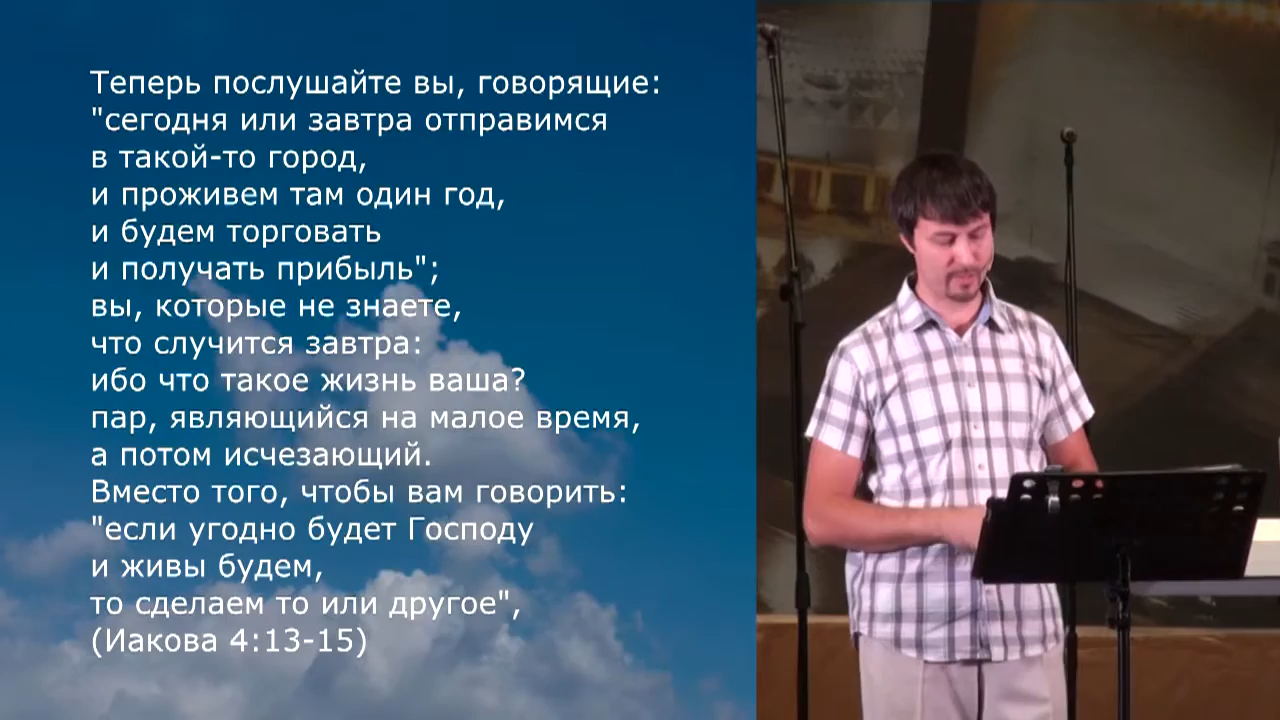 Теперь послушайте вы, говорящие:
"сегодня или завтра отправимся
в такой-то город,
и проживем там один год,
и будем торговать
и получать прибыль";
вы, которые не знаете,
что случится завтра:
ибо что такое жизнь ваша?
пар, являющийся на малое время,
а потом исчезающий.
Вместо того, чтобы вам говорить:
"если угодно будет Господу
и живы будем,
то сделаем то или другое",
(Иакова 4:13-15)